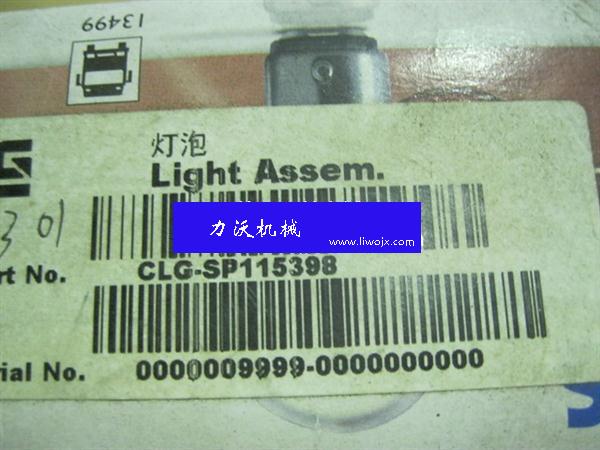 13499
灯泡
Light Assem.
301
力沃机械
www.liwojx.com
rt No.
CLG-SP115398
rial No.
0000009999-0000000000